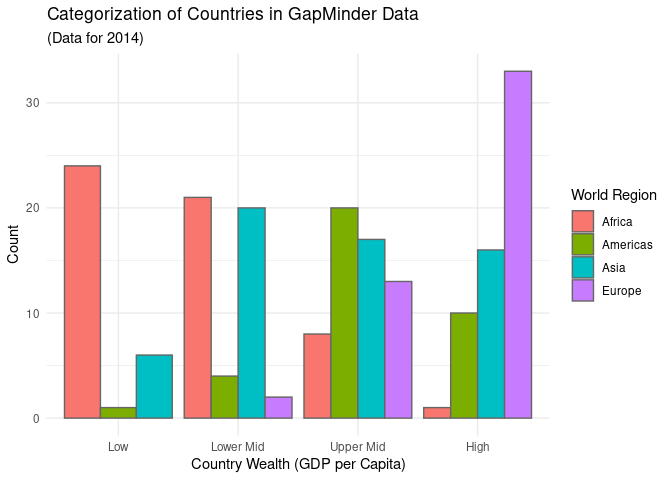 Categorization of Countries in GapMinder Data
(Data for 2014)
30
20
10
0
Count
Low
Lower Mid
Upper Mid
High
Country Wealth (GDP per Capita)
World Region
Africa
Americas
Asia
Europe